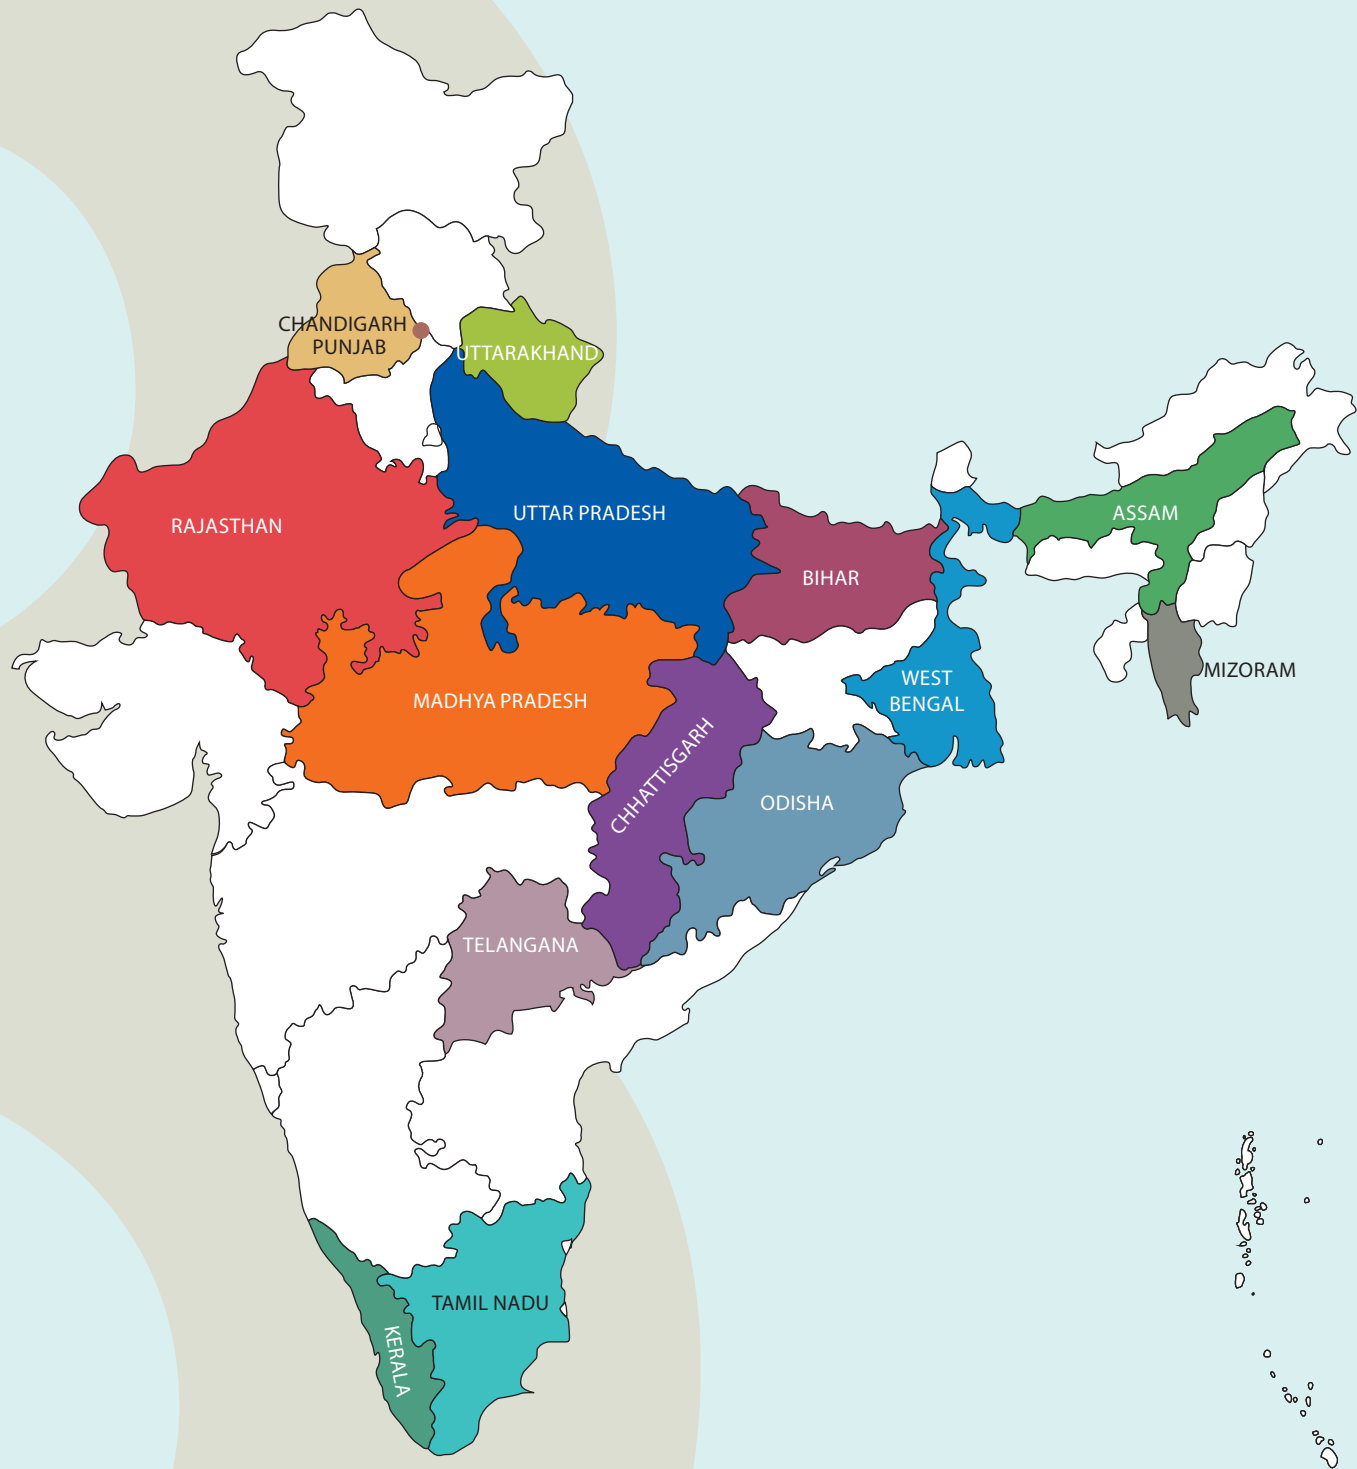 CHANDIGARH
PUNJAB
UTTARAKHAND
RAJASTHAN
UTTAR PRADESH
ASSAM
BIHAR
MIZORAM
WEST
BENGAL
MADHYA PRADESH
CHHATTISGARH
ODISHA
TELANGANA
TAMIL NADU
KERALA